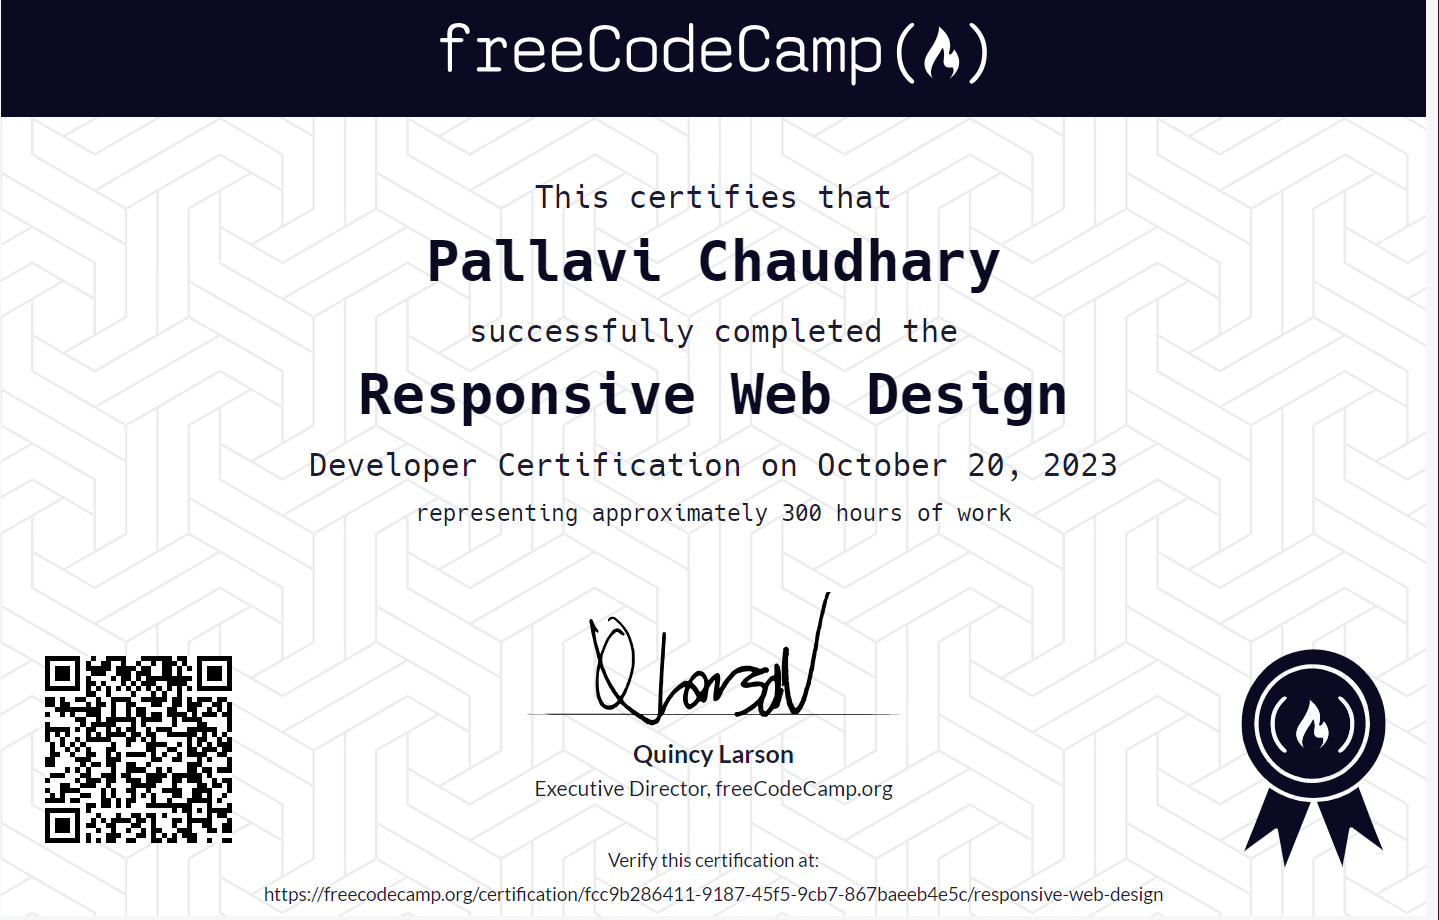 freeCodeCamp
This certifies that
Pallavi Chaudhary
successfully completed the
Responsive Web Design
Developer Certification on October 20, 2023
representing approximately 300 hours of work
Q Larson
Quincy Larson
Executive Director, freeCodeCamp.org
Verify this certification at:
https://freecodecamp.org/certification/fcc9b286411-9187-45f5-9cb7-867baeeb4e5c/responsive-web-design